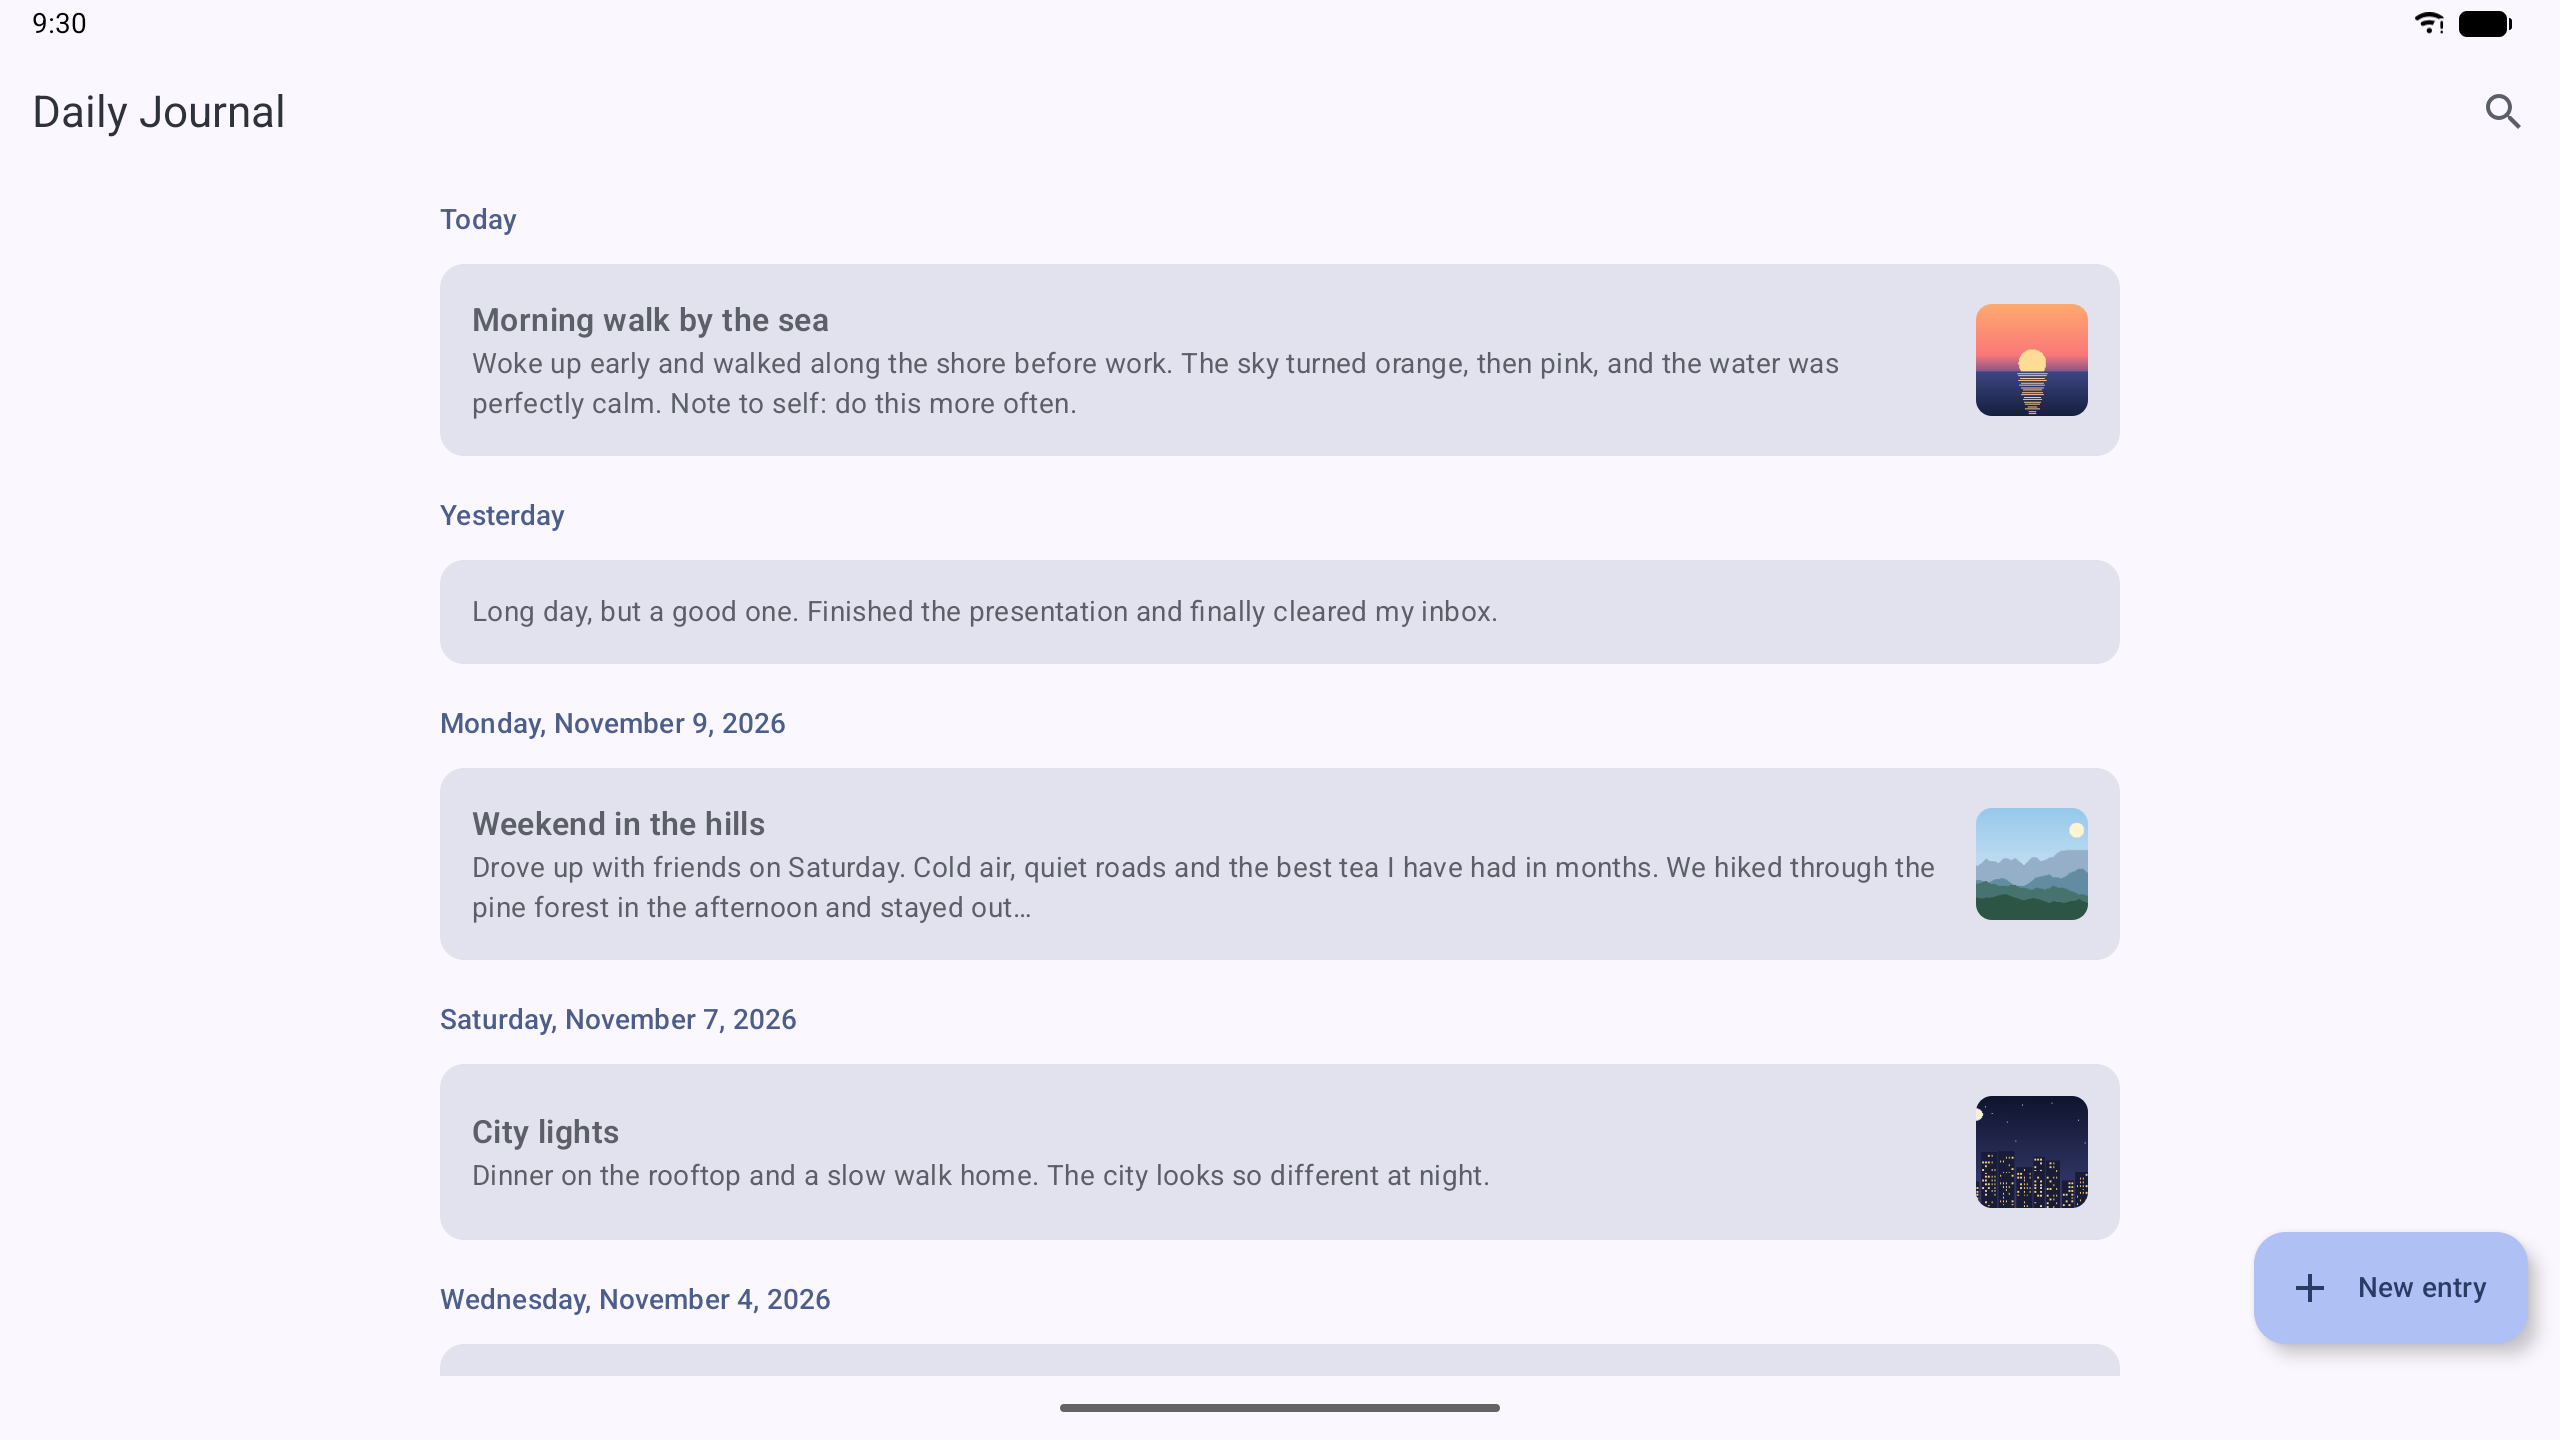 9:30
Daily Journal
Today
Morning walk by the sea
Woke up early and walked along the shore before work. The sky turned orange, then pink, and the water was
perfectly calm. Note to self: do this more often.
Yesterday
Long day, but a good one. Finished the presentation and finally cleared my inbox.
Monday, November 9, 2026
Weekend in the hills
Drove up with friends on Saturday. Cold air, quiet roads and the best tea I have had in months. We hiked through the
pine forest in the afternoon and stayed out…
Saturday, November 7, 2026
City lights
Dinner on the rooftop and a slow walk home. The city looks so different at night.
Wednesday, November 4, 2026
New entry